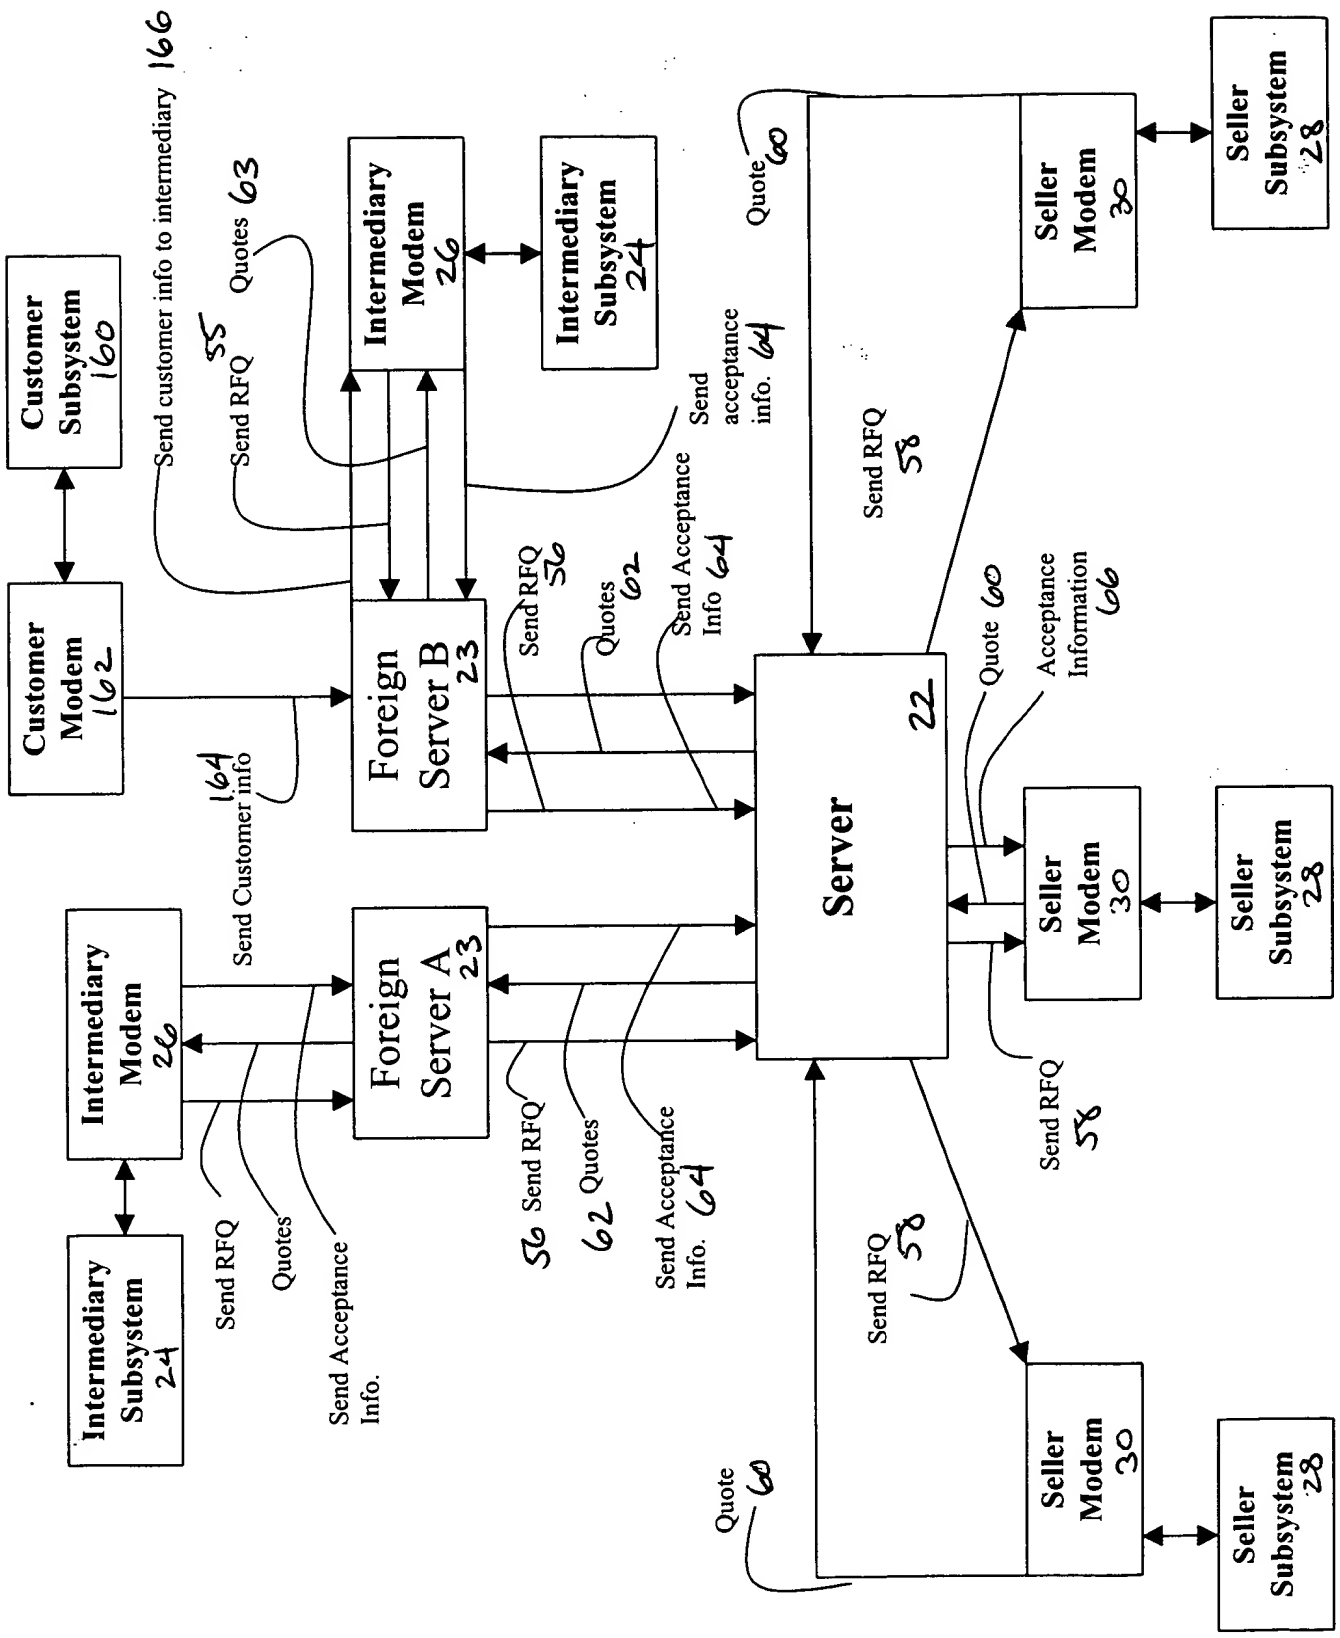 Customer
Subsystem
160
Customer
Modem
162
Send customer info to intermediary 166
Send RFQ 55
Quotes 63
Intermediary
Modem
26
Intermediary
Subsystem
24
Send
acceptance
info. 64
164
Send Customer info
Foreign
Server B
23
Send RFQ
56
Quotes
62
Send Acceptance
Info 64
Intermediary
Modem
26
Intermediary
Subsystem
24
Send RFQ
Quotes
Send Acceptance
Info.
Foreign
Server A
23
56 Send RFQ
62 Quotes
Send Acceptance
Info. 64
Server
22
Quote
60
Send RFQ
58
Seller
Modem
30
Seller
Subsystem
28
Quote 60
Acceptance
Information
66
Seller
Modem
30
Seller
Subsystem
28
Send RFQ
58
Send RFQ
58
Quote
60
Seller
Modem
30
Seller
Subsystem
28